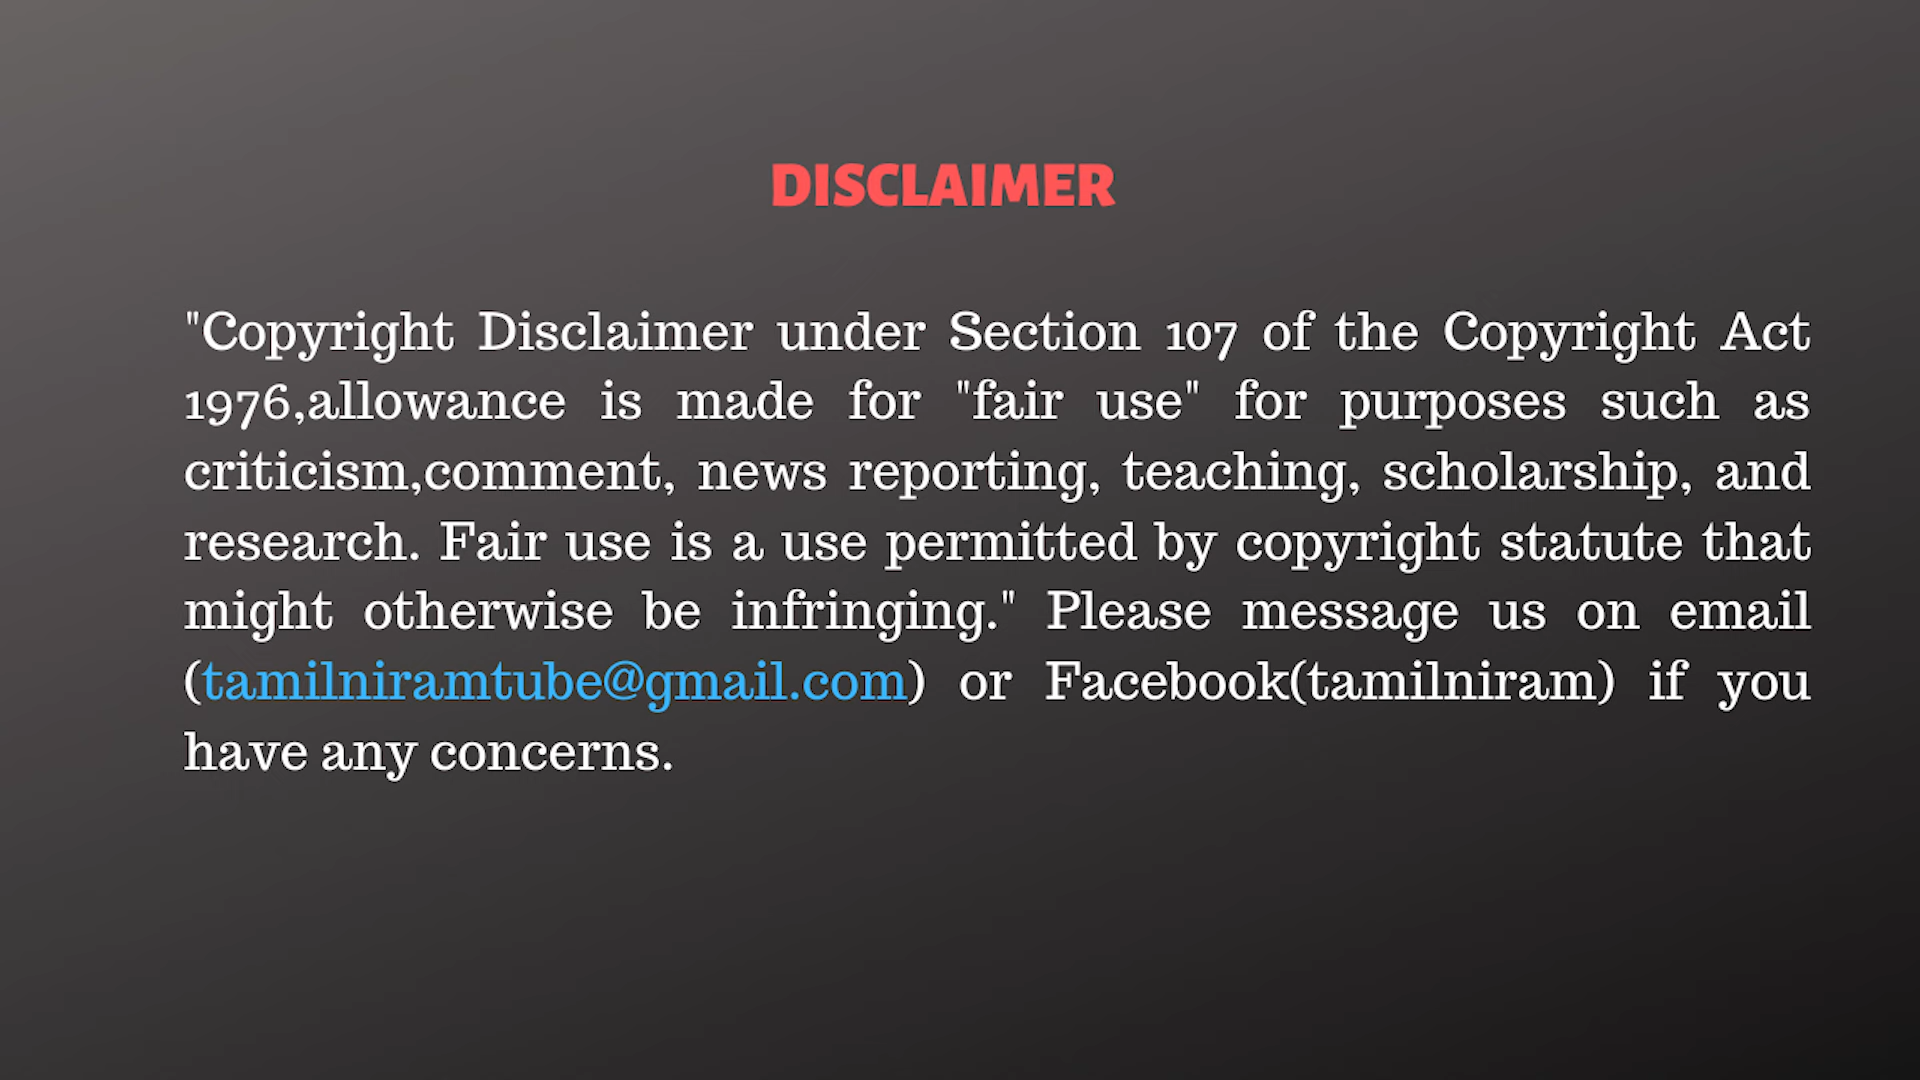 DISCLAIMER
"Copyright Disclaimer under Section 107 of the Copyright Act
1976,allowance is made for "fair use" for purposes such as
criticism,comment, news reporting, teaching, scholarship, and
research. Fair use is a use permitted by copyright statute that
might otherwise be infringing." Please message us on email
(tamilniramtube@gmail.com) or Facebook(tamilniram) if you
have any concerns.